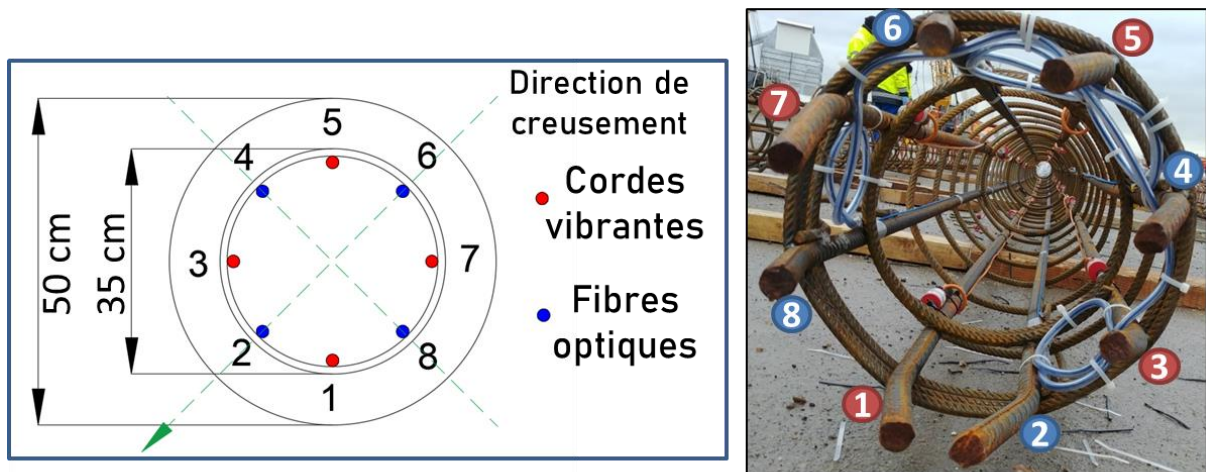 50 cm
35 cm
Direction de
creusement
5
4
6
3
7
2
8
1
Cordes
vibrantes
Fibres
optiques
6
5
7
4
8
3
1
2